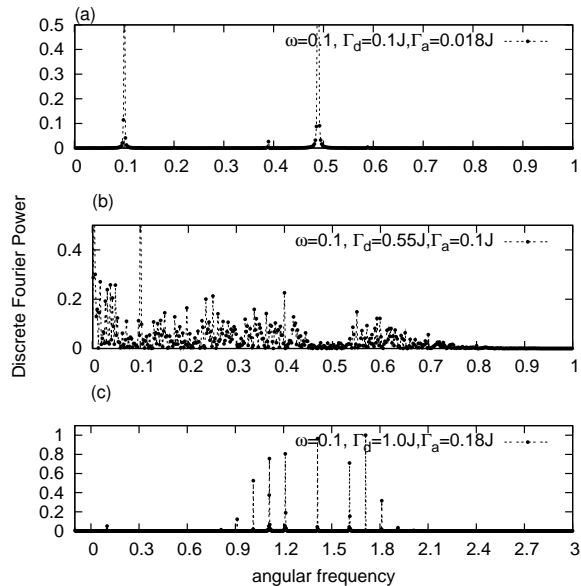 (a)
0.5
0.4
0.3
0.2
0.1
0
ω=0.1, Γd=0.1J,Γa=0.018J
0 0.1 0.2 0.3 0.4 0.5 0.6 0.7 0.8 0.9 1
(b)
Discrete Fourier Power
0.4
0.2
0
ω=0.1, Γd=0.55J,Γa=0.1J
0 0.1 0.2 0.3 0.4 0.5 0.6 0.7 0.8 0.9 1
(c)
1
0.8
0.6
0.4
0.2
0
ω=0.1, Γd=1.0J,Γa=0.18J
0 0.3 0.6 0.9 1.2 1.5 1.8 2.1 2.4 2.7 3
angular frequency